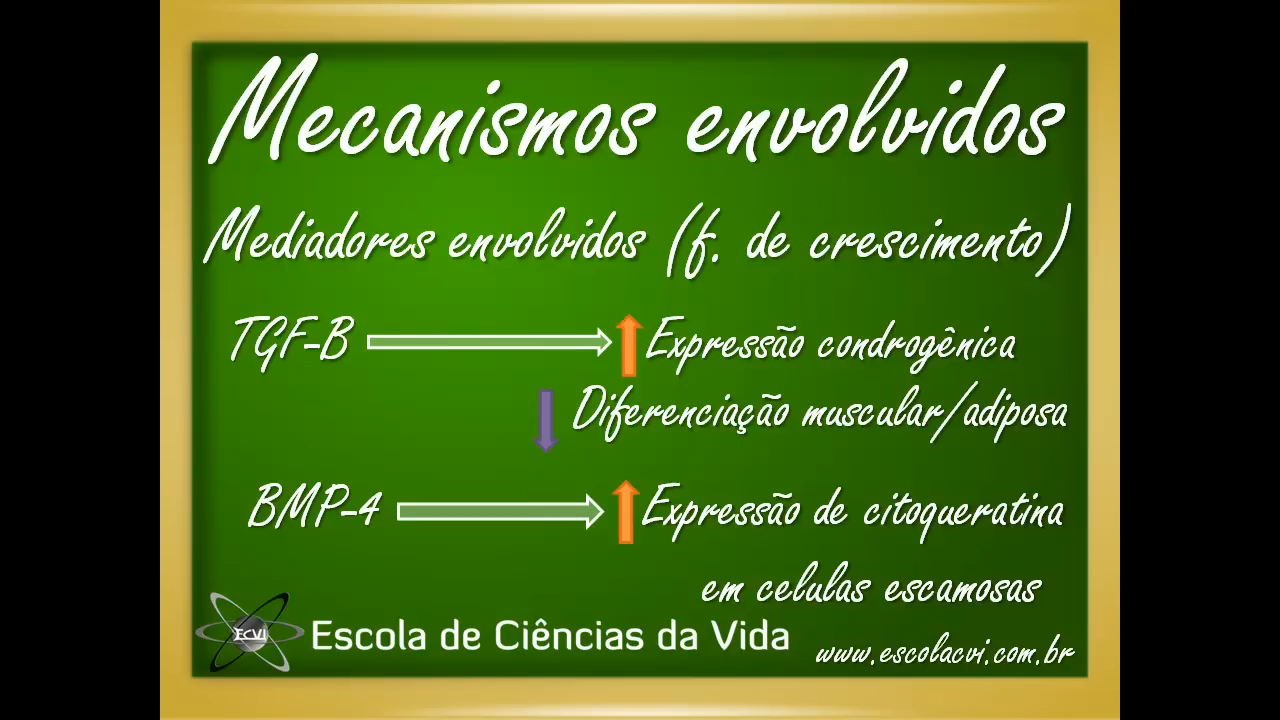 Mecanismos envolvidos
Mediadores envolvidos (f. de crescimento)
TGF-B Expressão condrogênica
Diferenciação muscular/adiposa
BMP-4 Expressão de citoqueratina
em celulas escamosas
ECVI Escola de Ciências da Vida
www.escolacvi.com.br